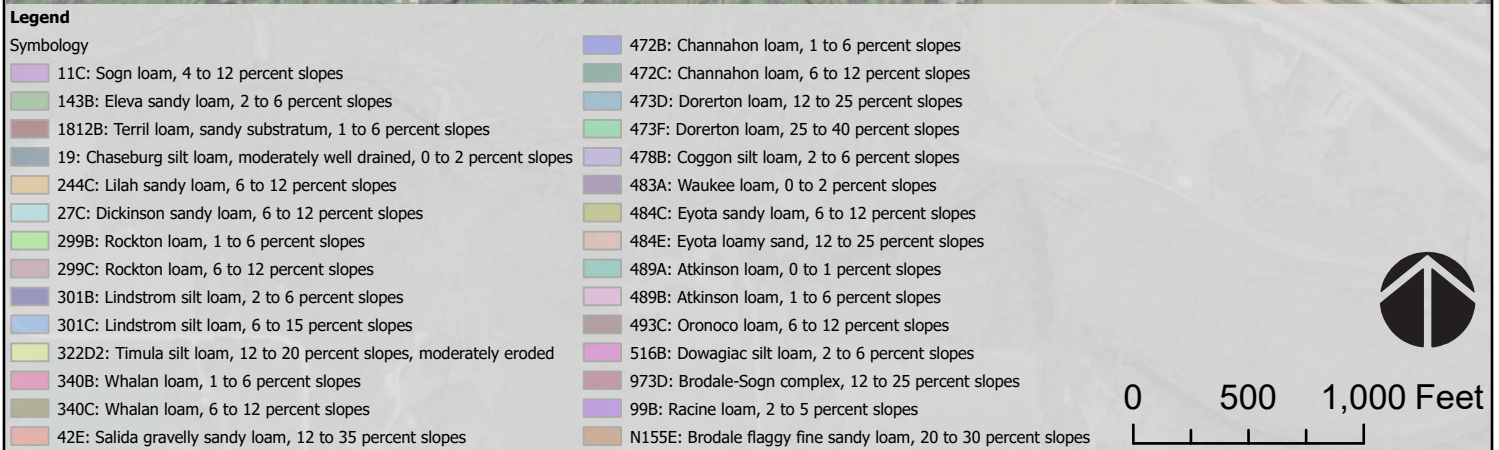 Legend
Symbology
11C: Sogn loam, 4 to 12 percent slopes
143B: Eleva sandy loam, 2 to 6 percent slopes
1812B: Terril loam, sandy substratum, 1 to 6 percent slopes
19: Chaseburg silt loam, moderately well drained, 0 to 2 percent slopes
244C: Lilah sandy loam, 6 to 12 percent slopes
27C: Dickinson sandy loam, 6 to 12 percent slopes
299B: Rockton loam, 1 to 6 percent slopes
299C: Rockton loam, 6 to 12 percent slopes
301B: Lindstrom silt loam, 2 to 6 percent slopes
301C: Lindstrom silt loam, 6 to 15 percent slopes
322D2: Timula silt loam, 12 to 20 percent slopes, moderately eroded
340B: Whalan loam, 1 to 6 percent slopes
340C: Whalan loam, 6 to 12 percent slopes
42E: Salida gravelly sandy loam, 12 to 35 percent slopes
472B: Channahon loam, 1 to 6 percent slopes
472C: Channahon loam, 6 to 12 percent slopes
473D: Dorerton loam, 12 to 25 percent slopes
473F: Dorerton loam, 25 to 40 percent slopes
478B: Coggon silt loam, 2 to 6 percent slopes
483A: Waukee loam, 0 to 2 percent slopes
484C: Eyota sandy loam, 6 to 12 percent slopes
484E: Eyota loamy sand, 12 to 25 percent slopes
489A: Atkinson loam, 0 to 1 percent slopes
489B: Atkinson loam, 1 to 6 percent slopes
493C: Oronoco loam, 6 to 12 percent slopes
516B: Dowagiac silt loam, 2 to 6 percent slopes
973D: Brodale-Sogn complex, 12 to 25 percent slopes
99B: Racine loam, 2 to 5 percent slopes
N155E: Brodale flaggy fine sandy loam, 20 to 30 percent slopes
0 500 1,000 Feet